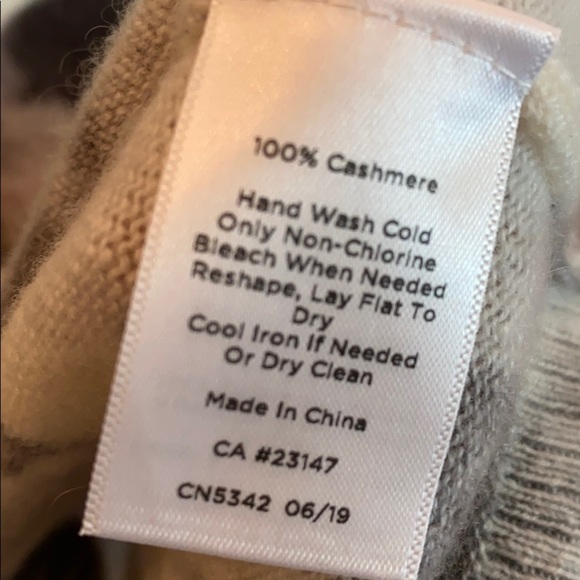 100% Cashmere
Hand Wash Cold
Only Non-Chlorine
Bleach When Needed
Reshape, Lay Flat To
Dry
Cool Iron If Needed
Or Dry Clean
Made In China
CA #23147
CN5342 06/19